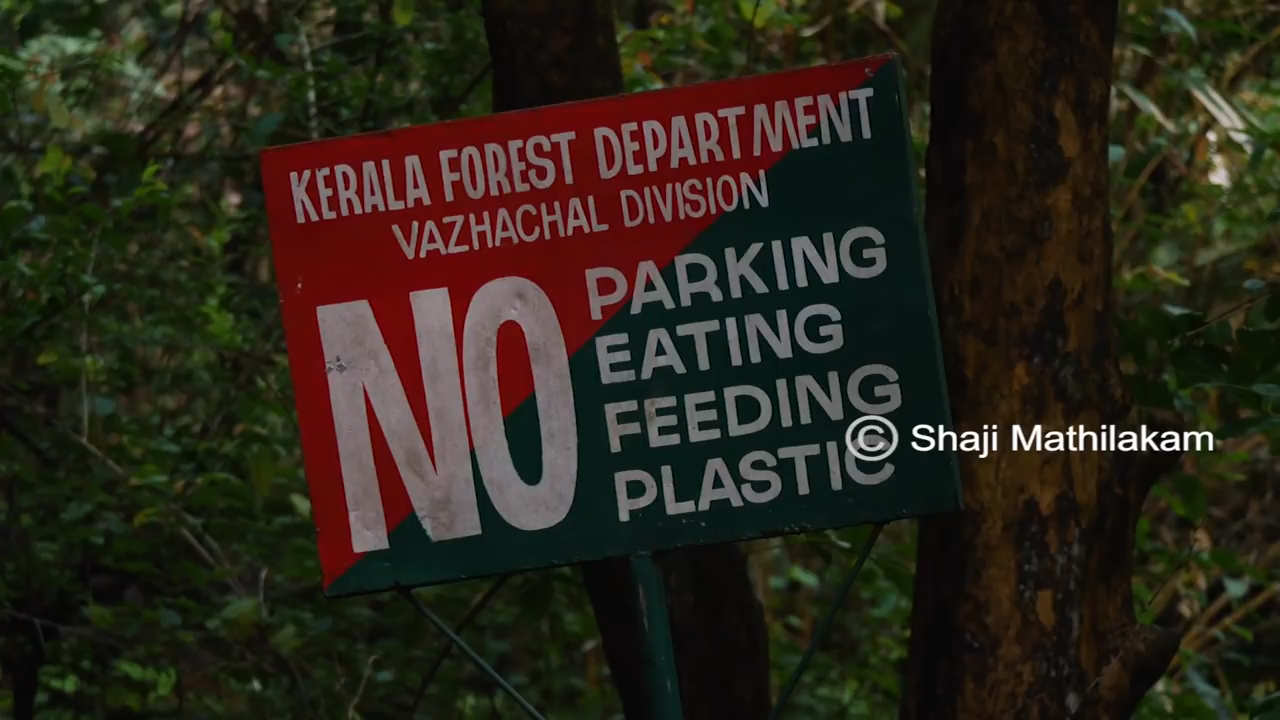 KERALA FOREST DEPARTMENT
VAZHACHAL DIVISION
NO
PARKING
EATING
FEEDING
PLASTIC
© Shaji Mathilakam